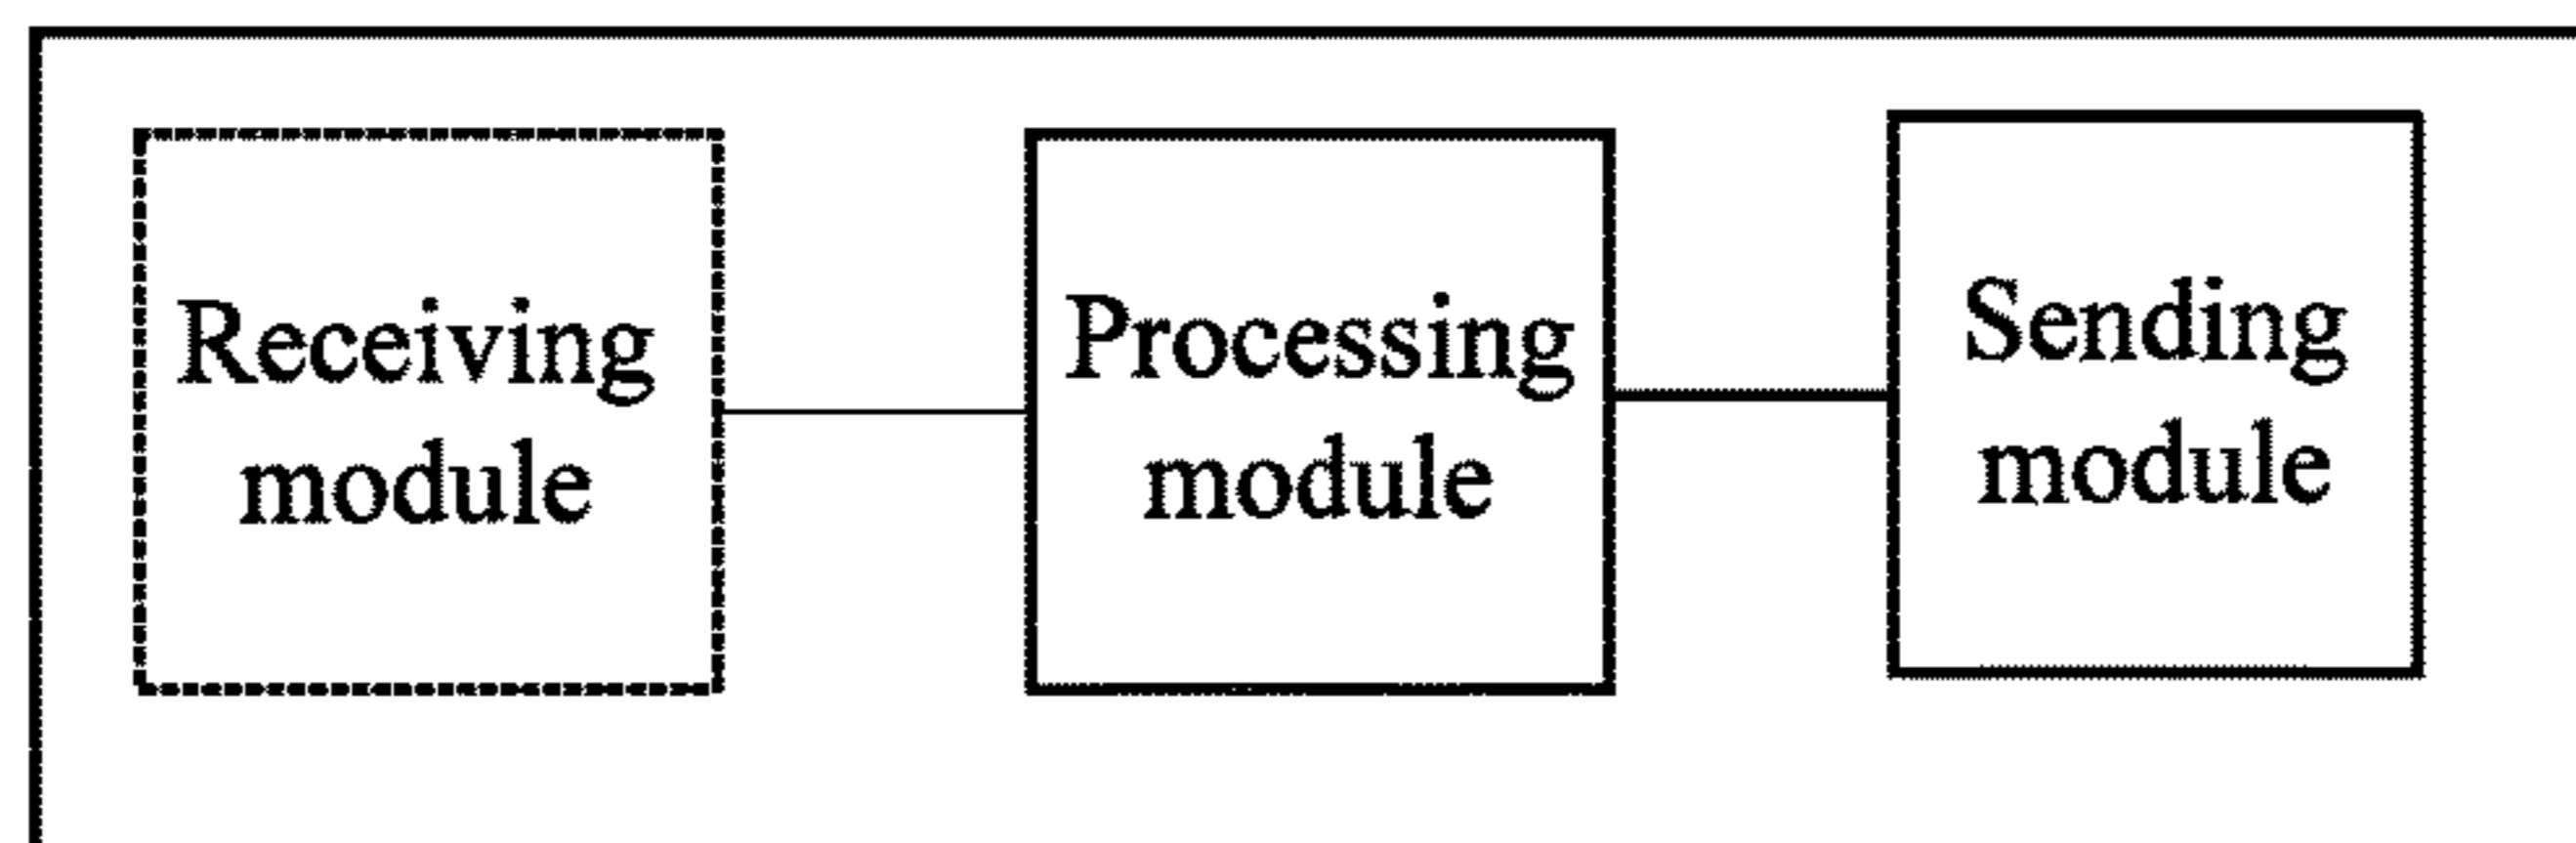 Receiving
module
Processing
module
Sending
module